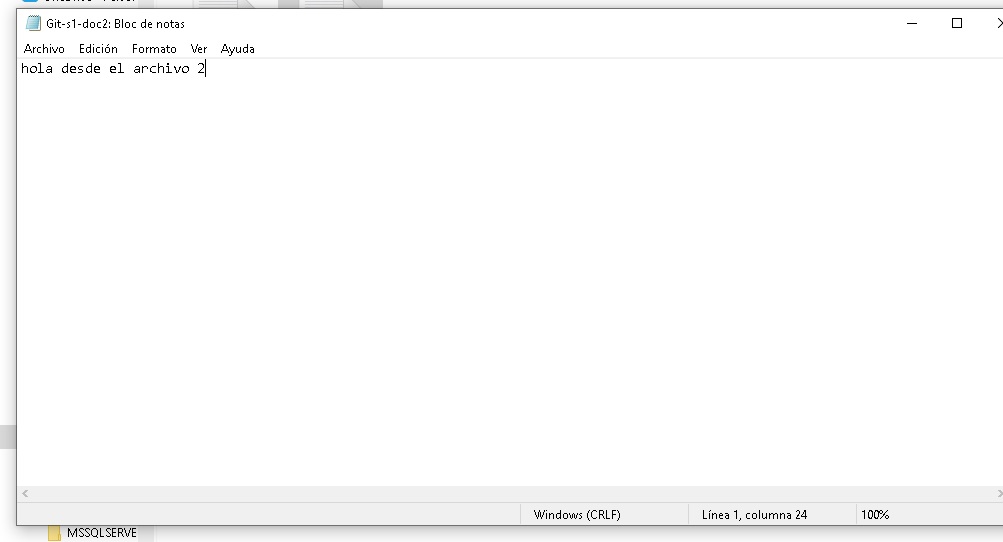 Git-s1-doc2: Bloc de notas
Archivo Edición Formato Ver Ayuda
hola desde el archivo 2
Windows (CRLF) Línea 1, columna 24 100%
MSSQLSERVE